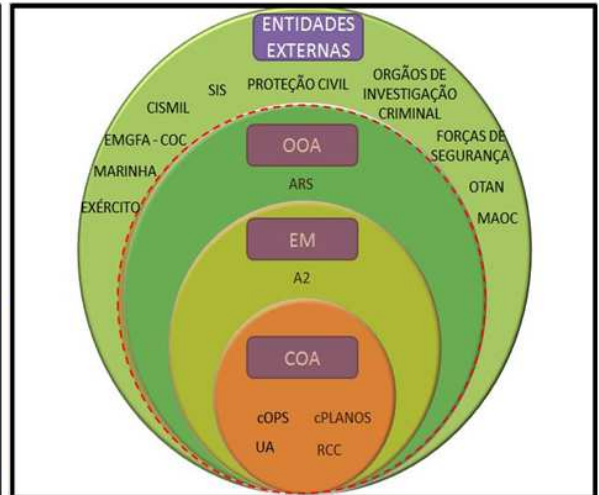 ENTIDADES
EXTERNAS
PROTEÇÃO CIVIL
ORGÃOS DE
INVESTIGAÇÃO
CRIMINAL
SIS
CISMIL
EMGFA - COC
FORÇAS DE
SEGURANÇA
MARINHA
OTAN
EXÉRCITO
MAOC
OOA
ARS
EM
A2
COA
cOPS
cPLANOS
UA
RCC